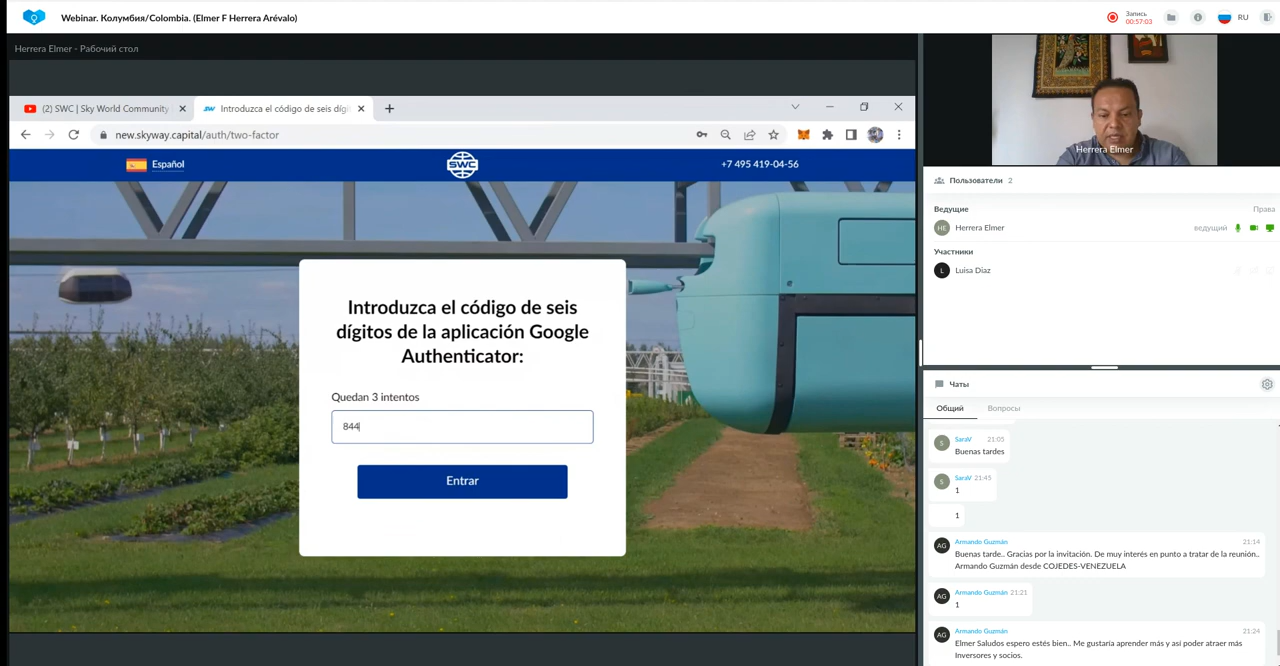 Webinar. Колумбия/Colombia. (Elmer F Herrera Arévalo)
Запись
00:57:03
RU
Herrera Elmer - Рабочий стол
(2) SWC | Sky World Community
Introduzca el código de seis díg
new.skyway.capital/auth/two-factor
Español
SWC
+7 495 419-04-56
Introduzca el código de seis
dígitos de la aplicación Google
Authenticator:
Quedan 3 intentos
844
Entrar
Herrera Elmer
Пользователи 2
Ведущие
Права
HE
Herrera Elmer
ведущий
Участники
L
Luisa Diaz
Чаты
Общий
Вопросы
S
SaraV 21:05
Buenas tardes
S
SaraV 21:45
1
1
AG
Armando Guzmán 21:14
Buenas tarde.. Gracias por la invitación. De muy interés en punto a tratar de la reunión..
Armando Guzmán desde COJEDES-VENEZUELA
AG
Armando Guzmán 21:21
1
AG
Armando Guzmán 21:24
Elmer Saludos espero estés bien.. Me gustaría aprender más y así poder atraer más
Inversores y socios.